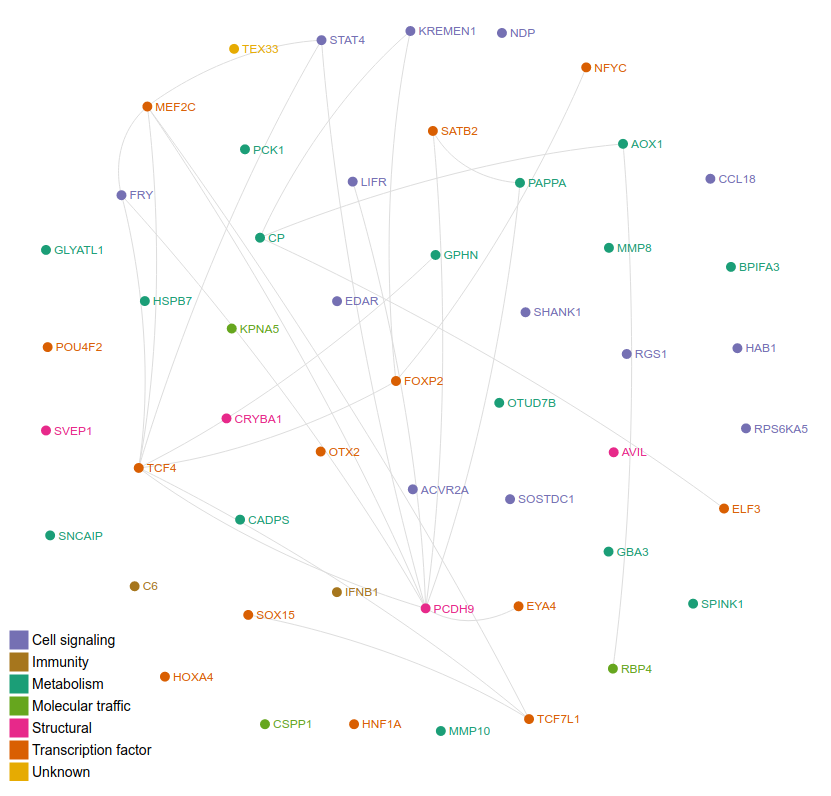 KREMEN1
NDP
STAT4
TEX33
NFYC
MEF2C
SATB2
AOX1
PCK1
CCL18
LIFR
PAPPA
FRY
CP
MMP8
GLYATL1
GPHN
BPIFA3
HSPB7
EDAR
SHANK1
KPNA5
POU4F2
HAB1
RGS1
FOXP2
OTUD7B
CRYBA1
RPS6KA5
SVEP1
OTX2
AVIL
TCF4
ACVR2A
SOSTDC1
ELF3
CADPS
SNCAIP
GBA3
C6
IFNB1
SPINK1
EYA4
PCDH9
SOX15
Cell signaling
Immunity
Metabolism
Molecular traffic
Structural
Transcription factor
Unknown
RBP4
HOXA4
TCF7L1
CSPP1
HNF1A
MMP10